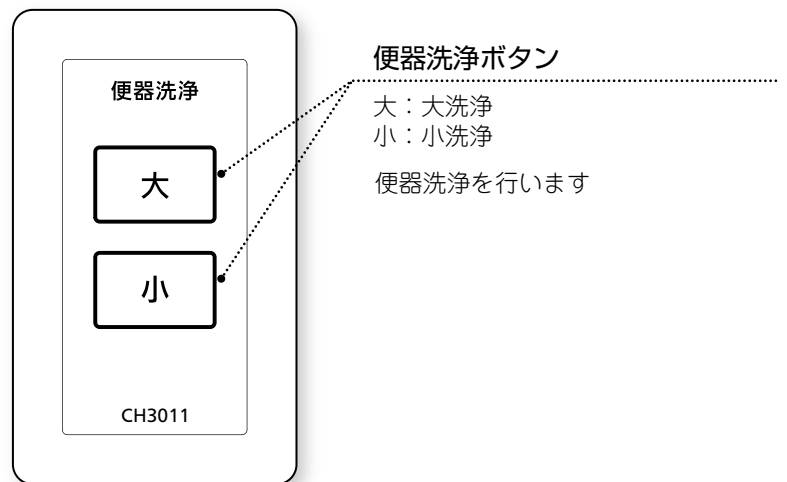 便器洗浄
大
小
CH3011
便器洗浄ボタン
大：大洗浄
小：小洗浄
便器洗浄を行います